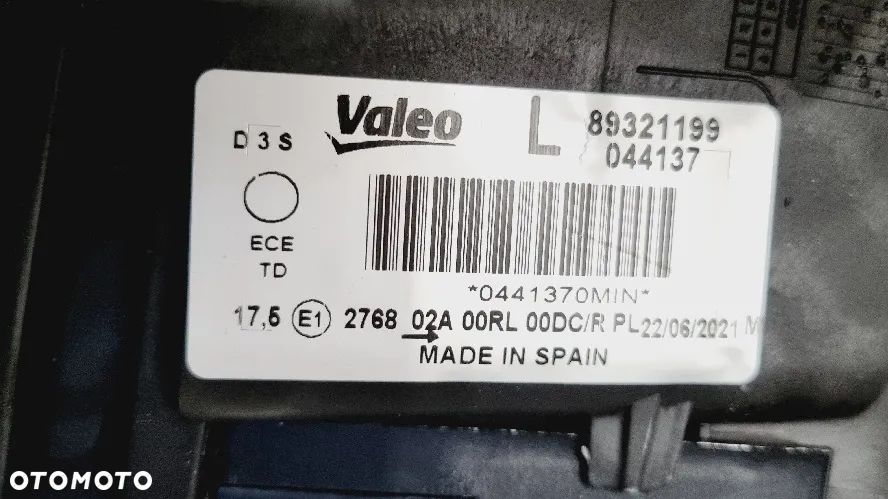 Valeo L 89321199
D 3 S 044137
ECE
TD
*0441370MIN*
17,5 E1 2768 02A 00RL 00DC/R PL 22/06/2021 M
MADE IN SPAIN
OTOMOTO